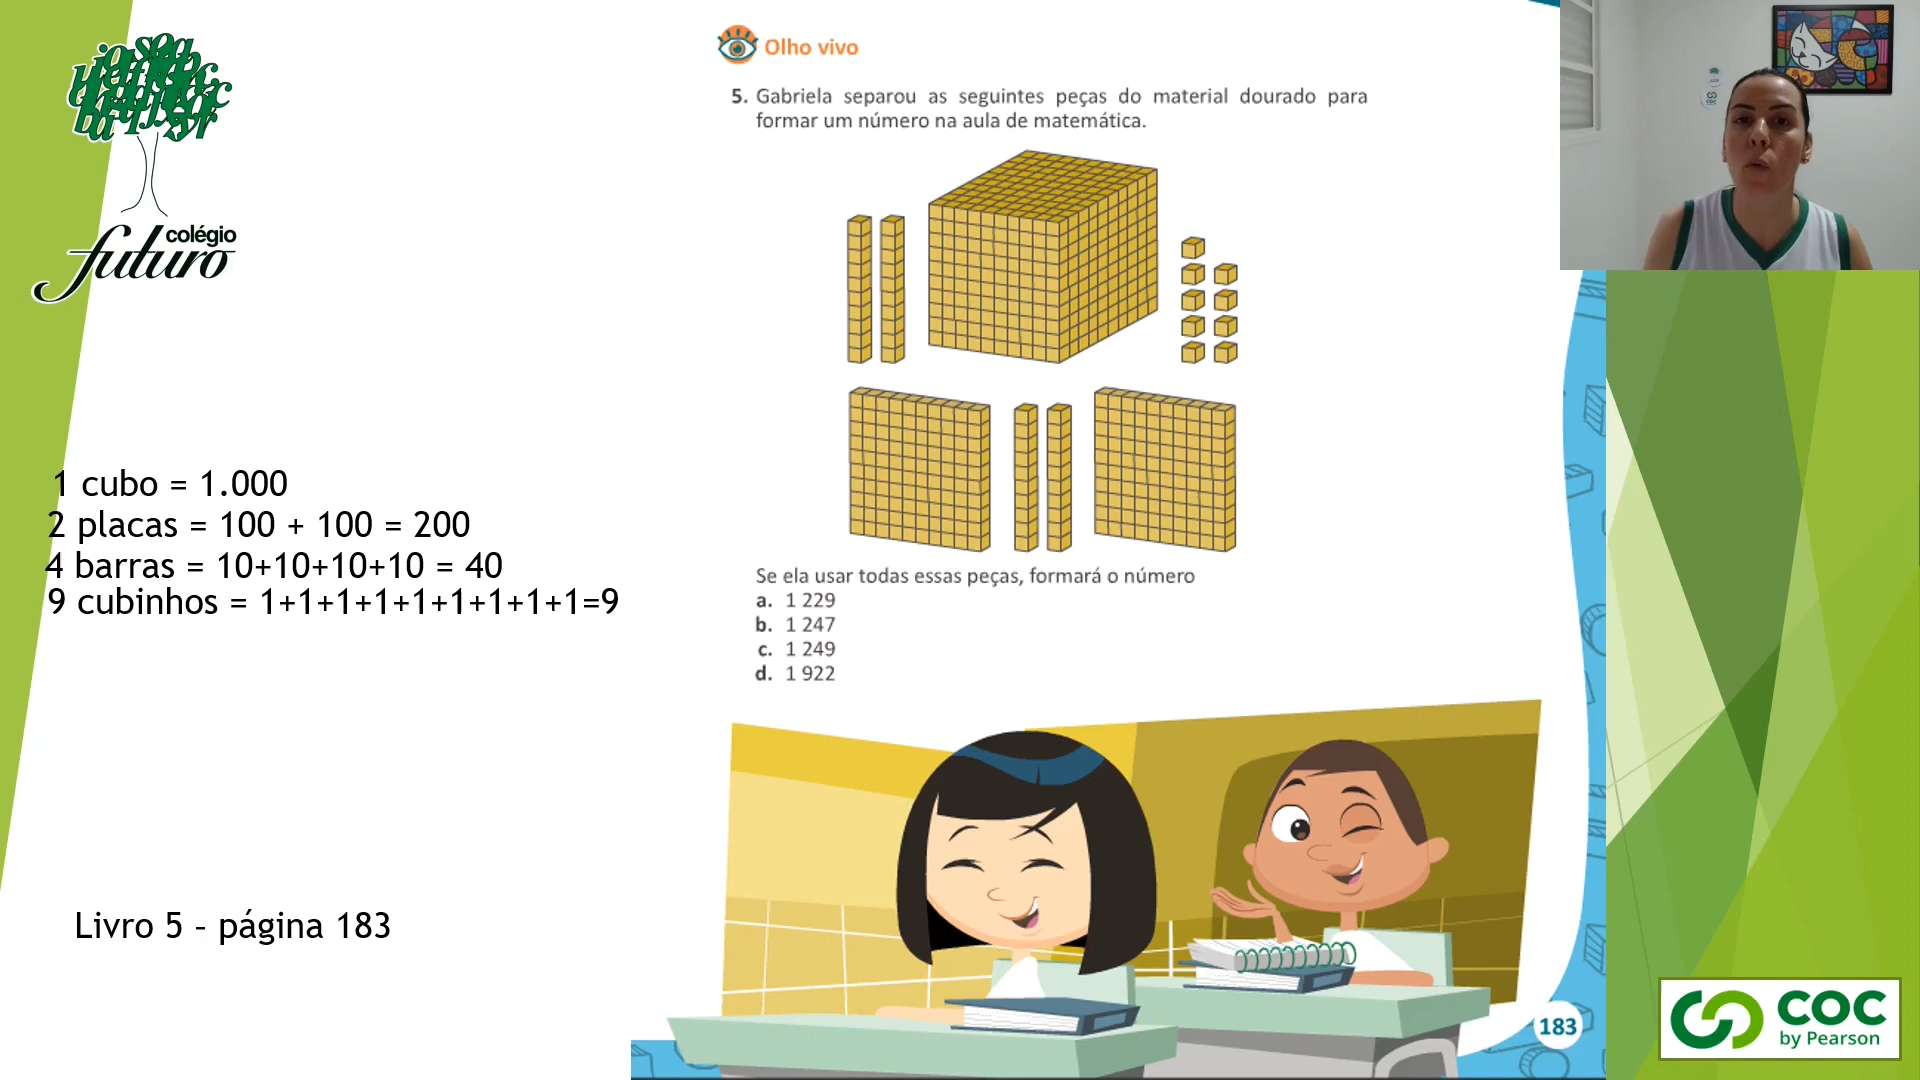 colégio
futuro
1 cubo = 1.000
2 placas = 100 + 100 = 200
4 barras = 10+10+10+10 = 40
9 cubinhos = 1+1+1+1+1+1+1+1+1=9
Livro 5 - página 183
Olho vivo
5. Gabriela separou as seguintes peças do material dourado para
formar um número na aula de matemática.
Se ela usar todas essas peças, formará o número
a. 1 229
b. 1 247
c. 1 249
d. 1 922
183
COC
by Pearson